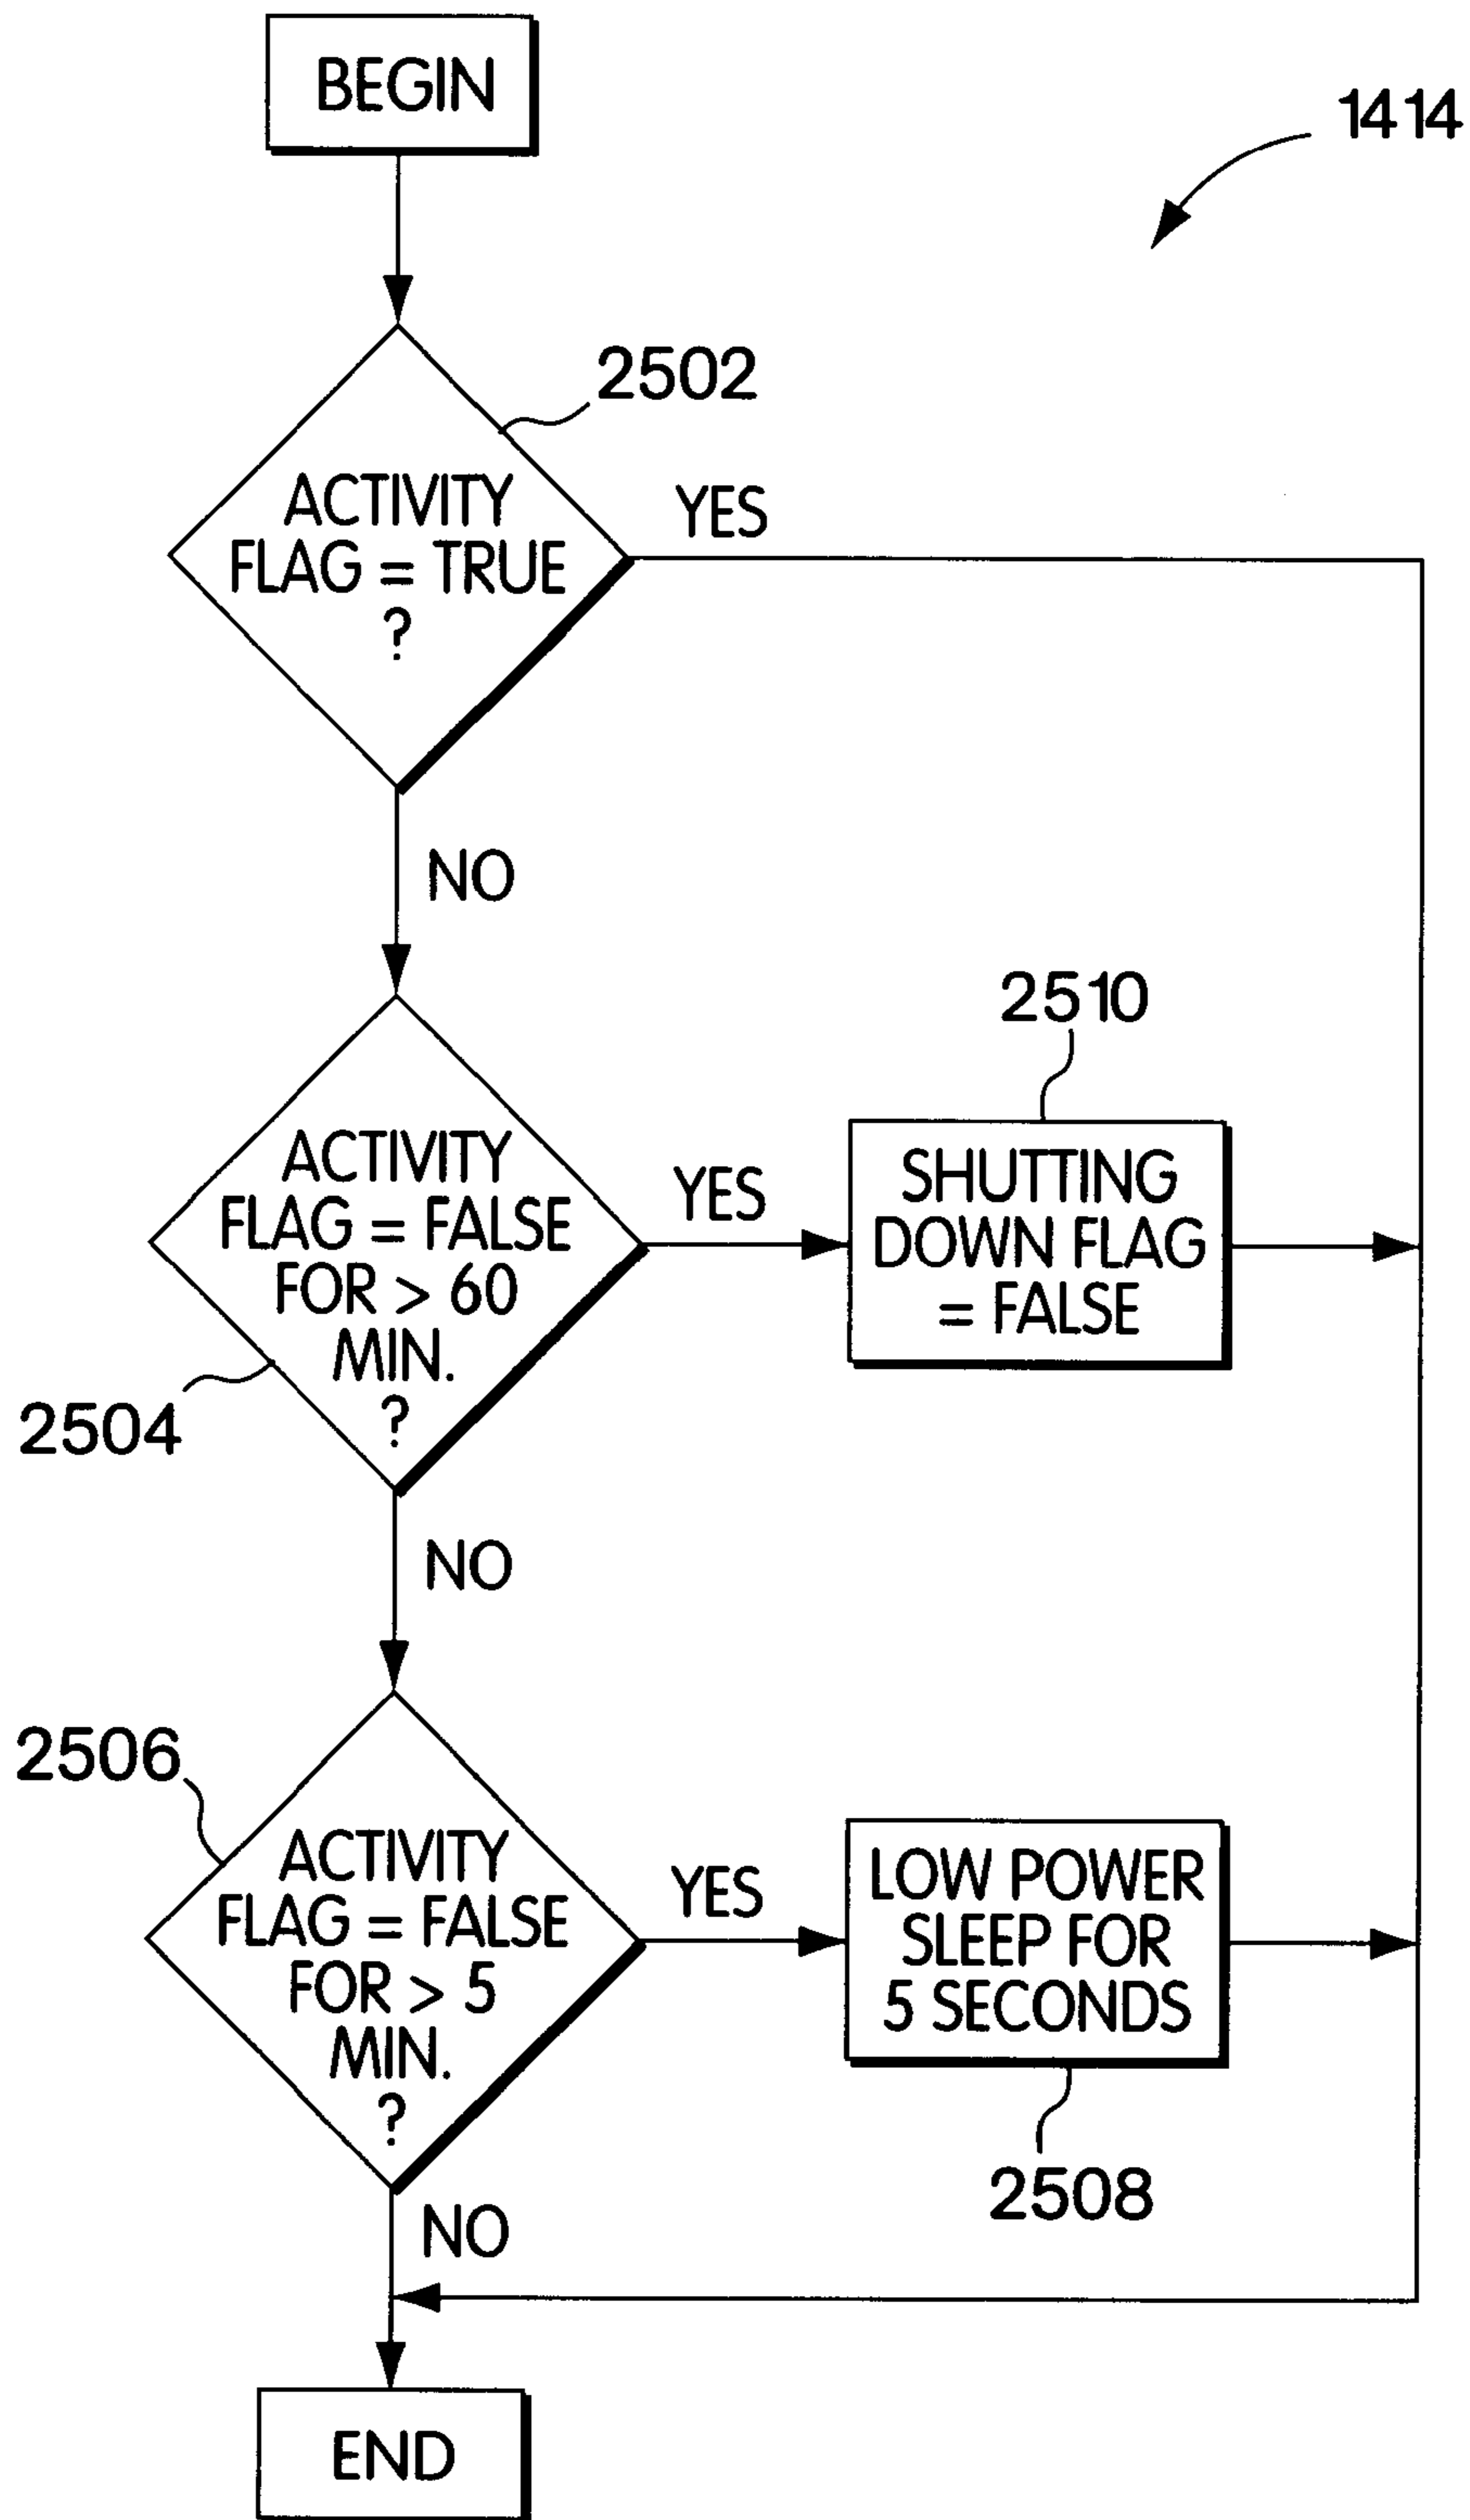 BEGIN
1414
2502
ACTIVITY
FLAG = TRUE
?
YES
NO
2510
ACTIVITY
FLAG = FALSE
FOR > 60
MIN.
?
YES
SHUTTING
DOWN FLAG
= FALSE
2504
NO
2506
ACTIVITY
FLAG = FALSE
FOR > 5
MIN.
?
YES
LOW POWER
SLEEP FOR
5 SECONDS
2508
NO
END